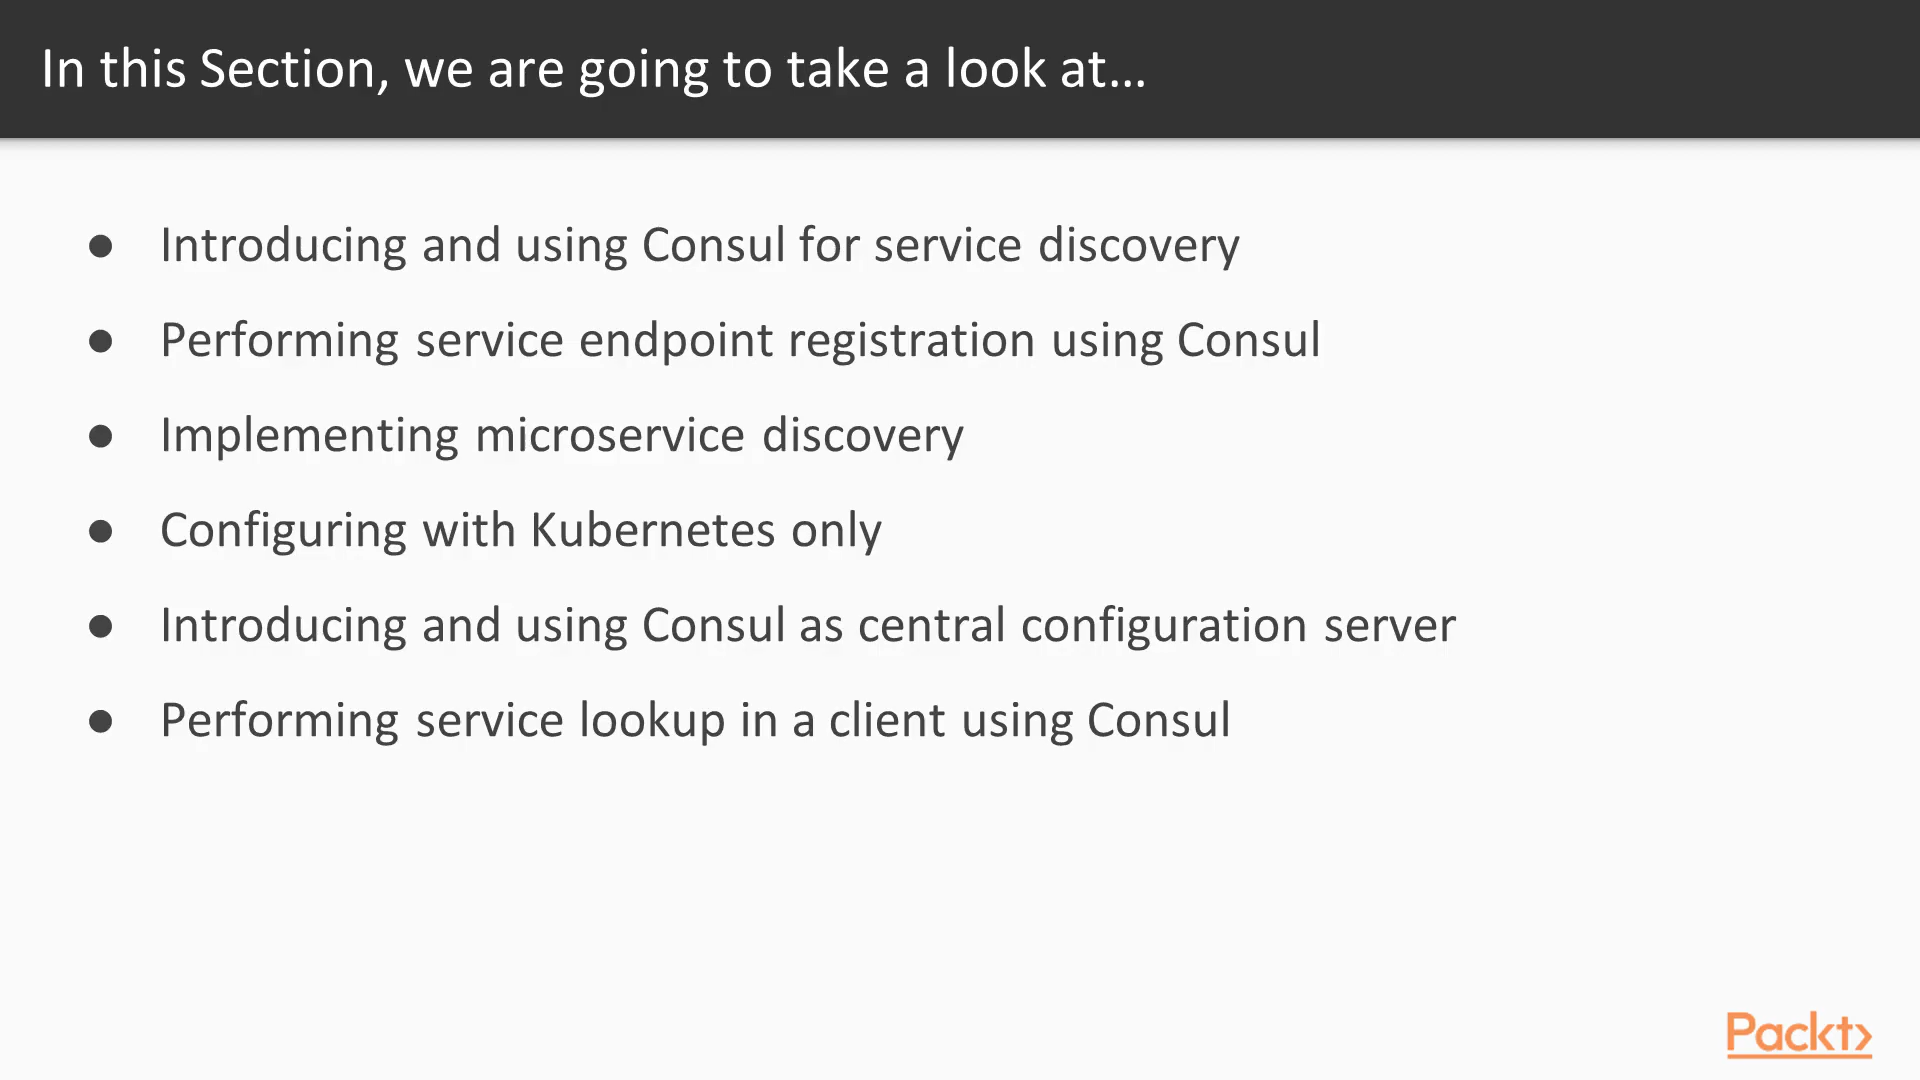 In this Section, we are going to take a look at...
● Introducing and using Consul for service discovery
● Performing service endpoint registration using Consul
● Implementing microservice discovery
● Configuring with Kubernetes only
● Introducing and using Consul as central configuration server
● Performing service lookup in a client using Consul
Packt>